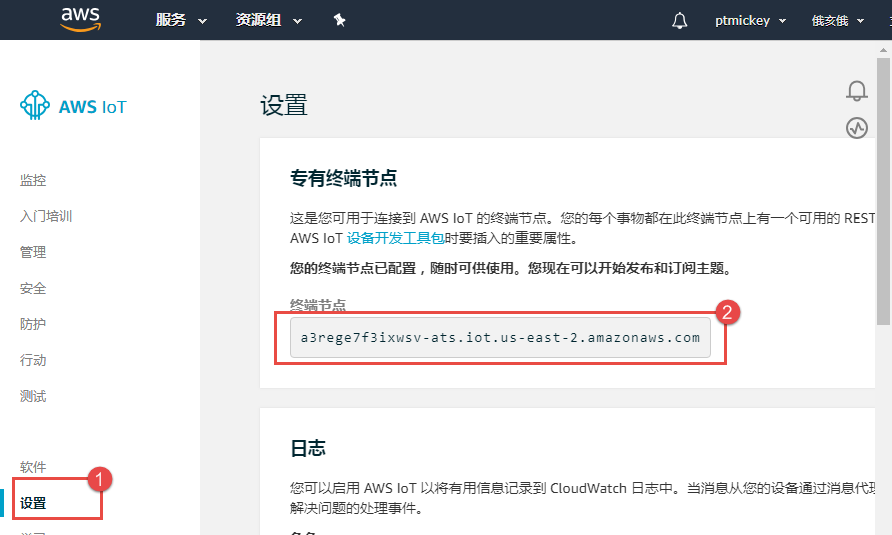 aws
服务
资源组
ptmickey
俄亥俄
AWS IoT
监控
入门培训
管理
安全
防护
行动
测试
软件
设置
1
设置
专有终端节点
这是您可用于连接到 AWS IoT 的终端节点。您的每个事物都在此终端节点上有一个可用的 REST
AWS IoT 设备开发工具包时要插入的重要属性。
您的终端节点已配置，随时可供使用。您现在可以开始发布和订阅主题。
终端节点
2
a3rege7f3ixwsv-ats.iot.us-east-2.amazonaws.com
日志
您可以启用 AWS IoT 以将有用信息记录到 CloudWatch 日志中。当消息从您的设备通过消息代理
解决问题的处理事件。